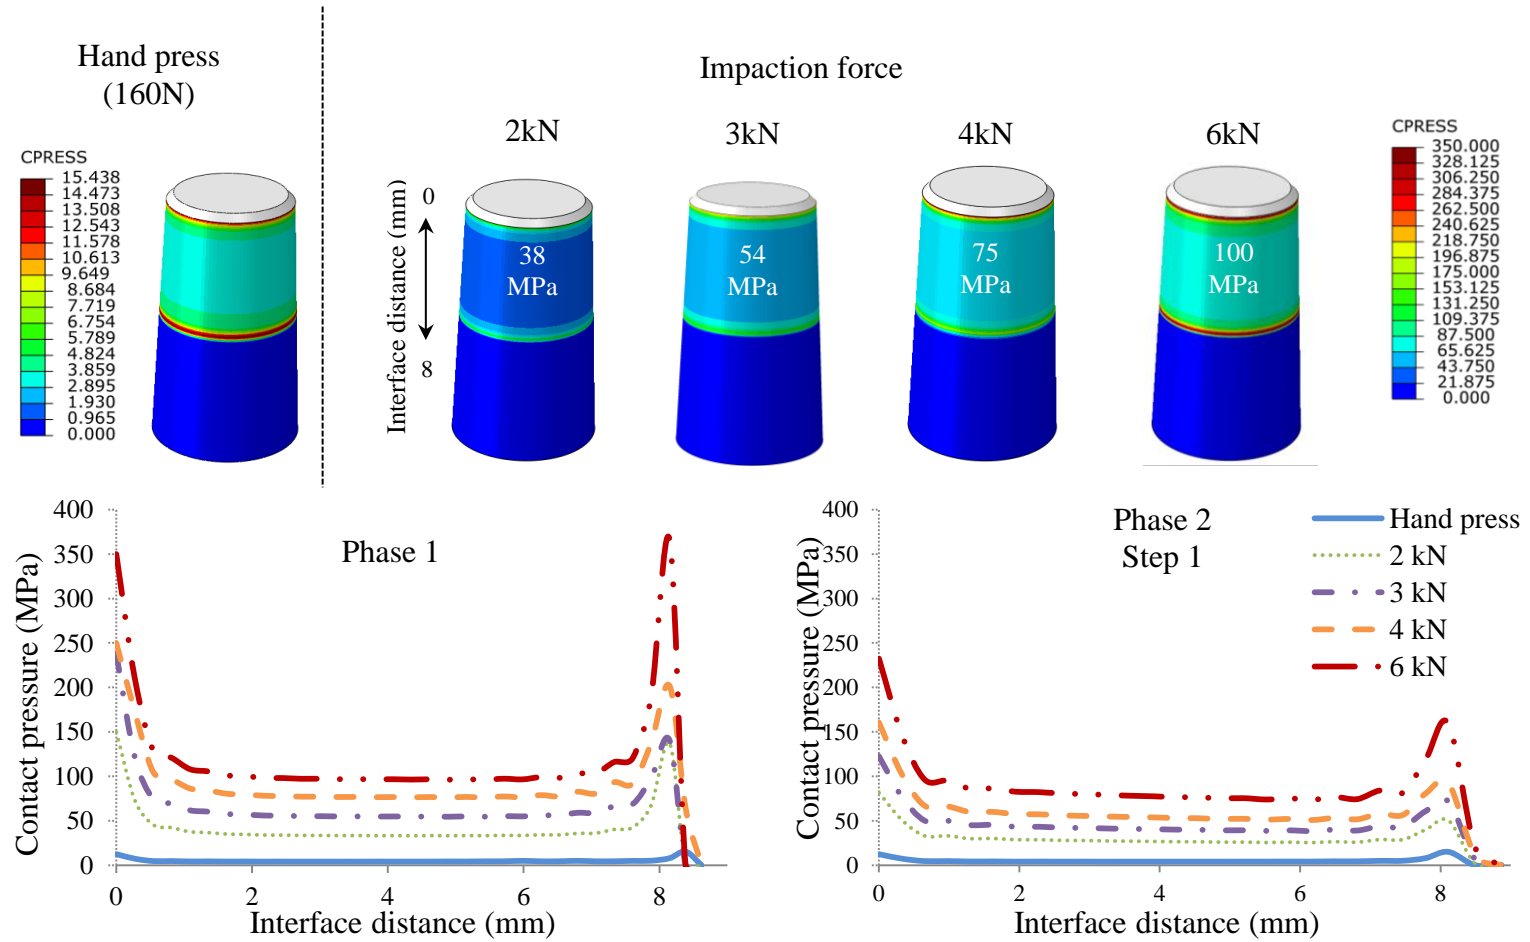 Hand press
(160N)
Impaction force
2kN
3kN
4kN
6kN
CPRESS
15.438
14.473
13.508
12.543
11.578
10.613
9.649
8.684
7.719
6.754
5.789
4.824
3.859
2.895
1.930
0.965
0.000
Interface distance (mm)
0
8
38
MPa
54
MPa
75
MPa
100
MPa
CPRESS
350.000
328.125
306.250
284.375
262.500
240.625
218.750
196.875
175.000
153.125
131.250
109.375
87.500
65.625
43.750
21.875
0.000
Phase 1
Contact pressure (MPa)
400
350
300
250
200
150
100
50
0
0
2
4
6
8
Interface distance (mm)
Phase 2
Step 1
Contact pressure (MPa)
400
350
300
250
200
150
100
50
0
0
2
4
6
8
Interface distance (mm)
Hand press
2 kN
3 kN
4 kN
6 kN